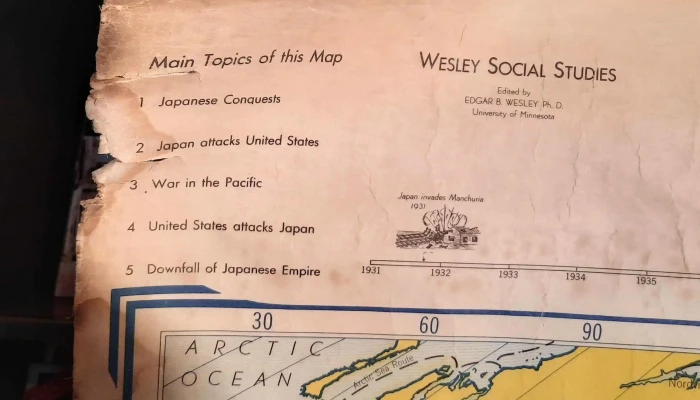 Main Topics of this Map
1 Japanese Conquests
2 Japan attacks United States
3 War in the Pacific
4 United States attacks Japan
5 Downfall of Japanese Empire
WESLEY SOCIAL STUDIES
Edited by
EDGAR B. WESLEY Ph. D.
University of Minnesota
Japan invades Manchuria
1931
1931 1932 1933 1934 1935
30 60 90
ARCTIC
OCEAN
Arctic Sea Route